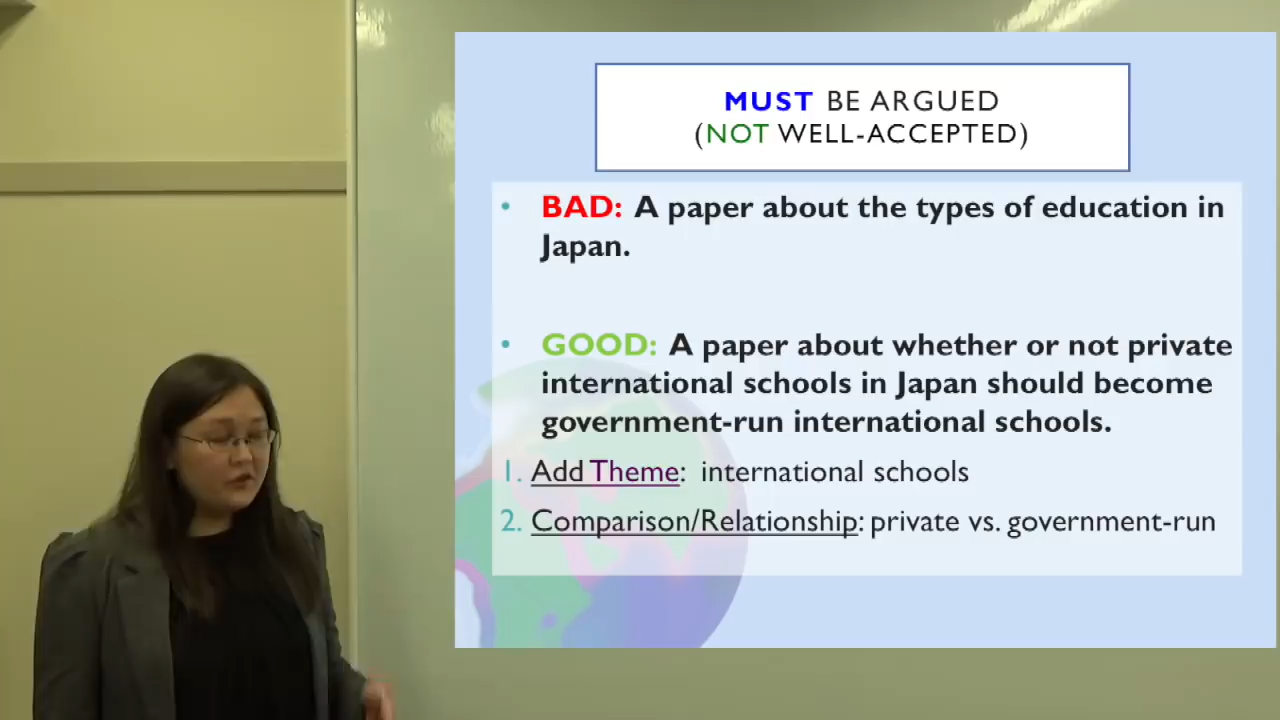 MUST BE ARGUED
(NOT WELL-ACCEPTED)
• BAD: A paper about the types of education in
Japan.
• GOOD: A paper about whether or not private
international schools in Japan should become
government-run international schools.
1. Add Theme: international schools
2. Comparison/Relationship: private vs. government-run